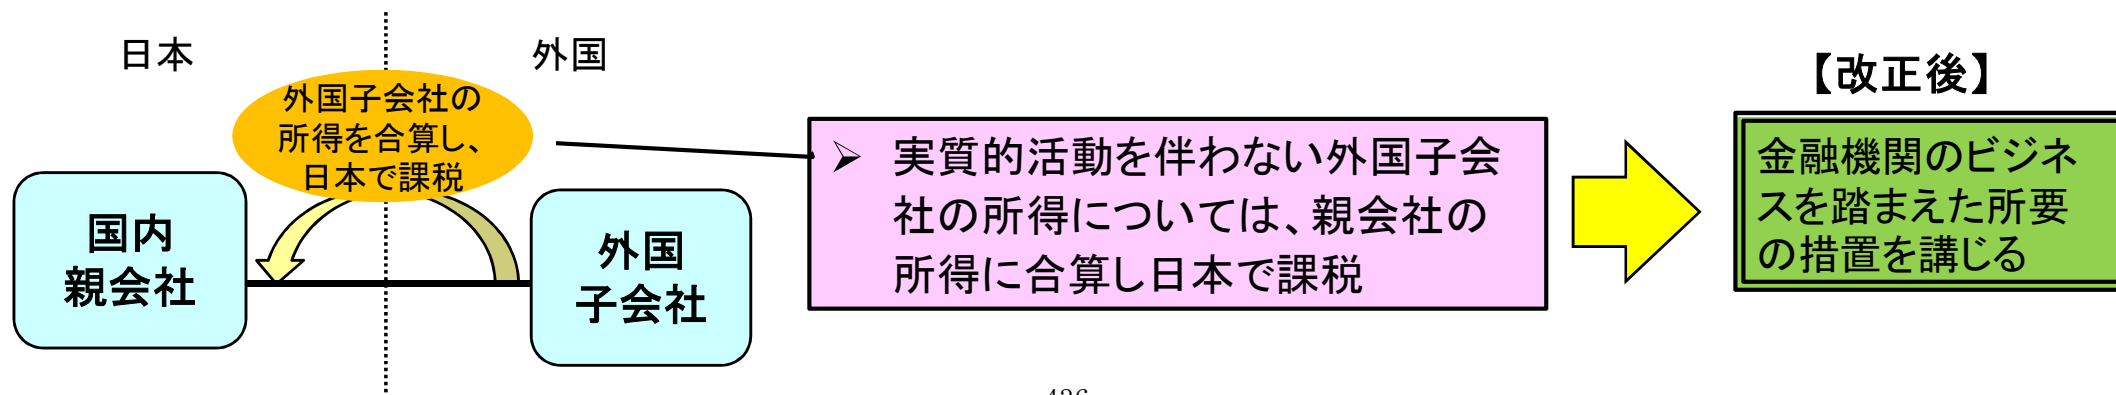 日本
外国
外国子会社の
所得を合算し、
日本で課税
国内
親会社
外国
子会社
➢ 実質的活動を伴わない外国子会
社の所得については、親会社の
所得に合算し日本で課税
【改正後】
金融機関のビジネ
スを踏まえた所要
の措置を講じる